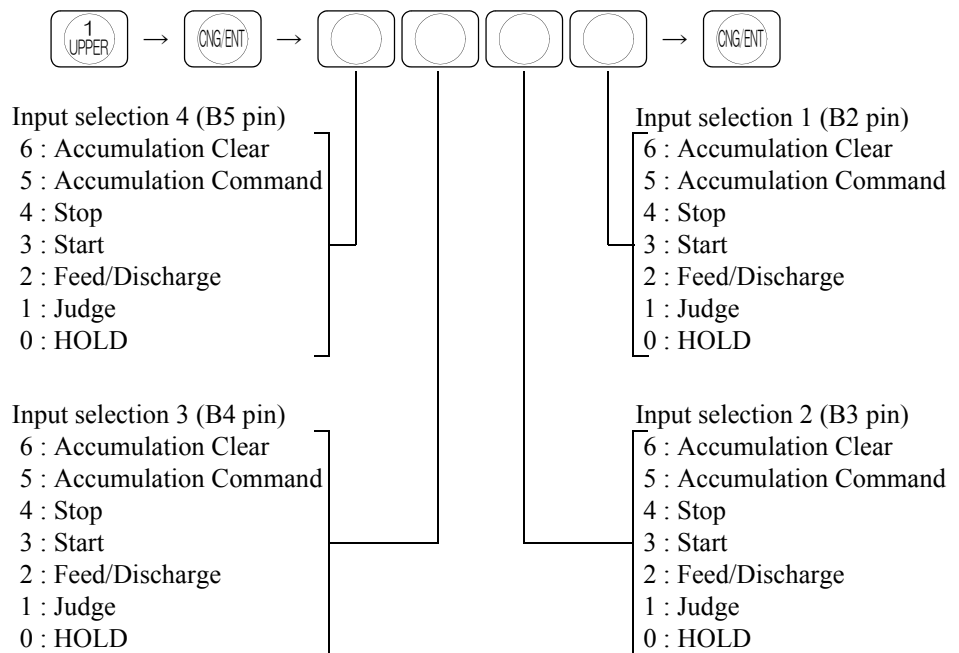 1
UPPER → CNG/ENT → → CNG/ENT
Input selection 4 (B5 pin)
6 : Accumulation Clear
5 : Accumulation Command
4 : Stop
3 : Start
2 : Feed/Discharge
1 : Judge
0 : HOLD
Input selection 1 (B2 pin)
6 : Accumulation Clear
5 : Accumulation Command
4 : Stop
3 : Start
2 : Feed/Discharge
1 : Judge
0 : HOLD
Input selection 3 (B4 pin)
6 : Accumulation Clear
5 : Accumulation Command
4 : Stop
3 : Start
2 : Feed/Discharge
1 : Judge
0 : HOLD
Input selection 2 (B3 pin)
6 : Accumulation Clear
5 : Accumulation Command
4 : Stop
3 : Start
2 : Feed/Discharge
1 : Judge
0 : HOLD